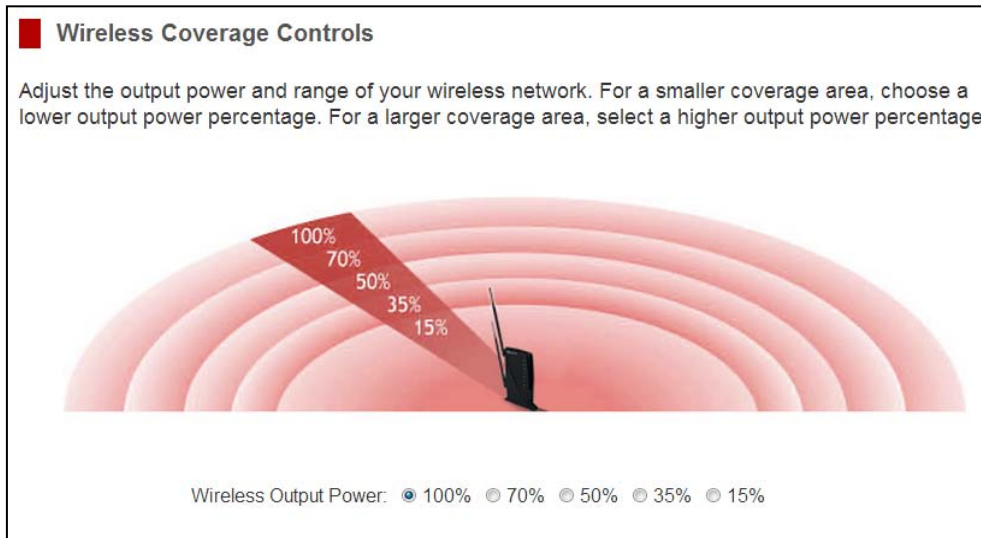 Wireless Coverage Controls
Adjust the output power and range of your wireless network. For a smaller coverage area, choose a
lower output power percentage. For a larger coverage area, select a higher output power percentage
100%
70%
50%
35%
15%
Wireless Output Power: 100% 70% 50% 35% 15%